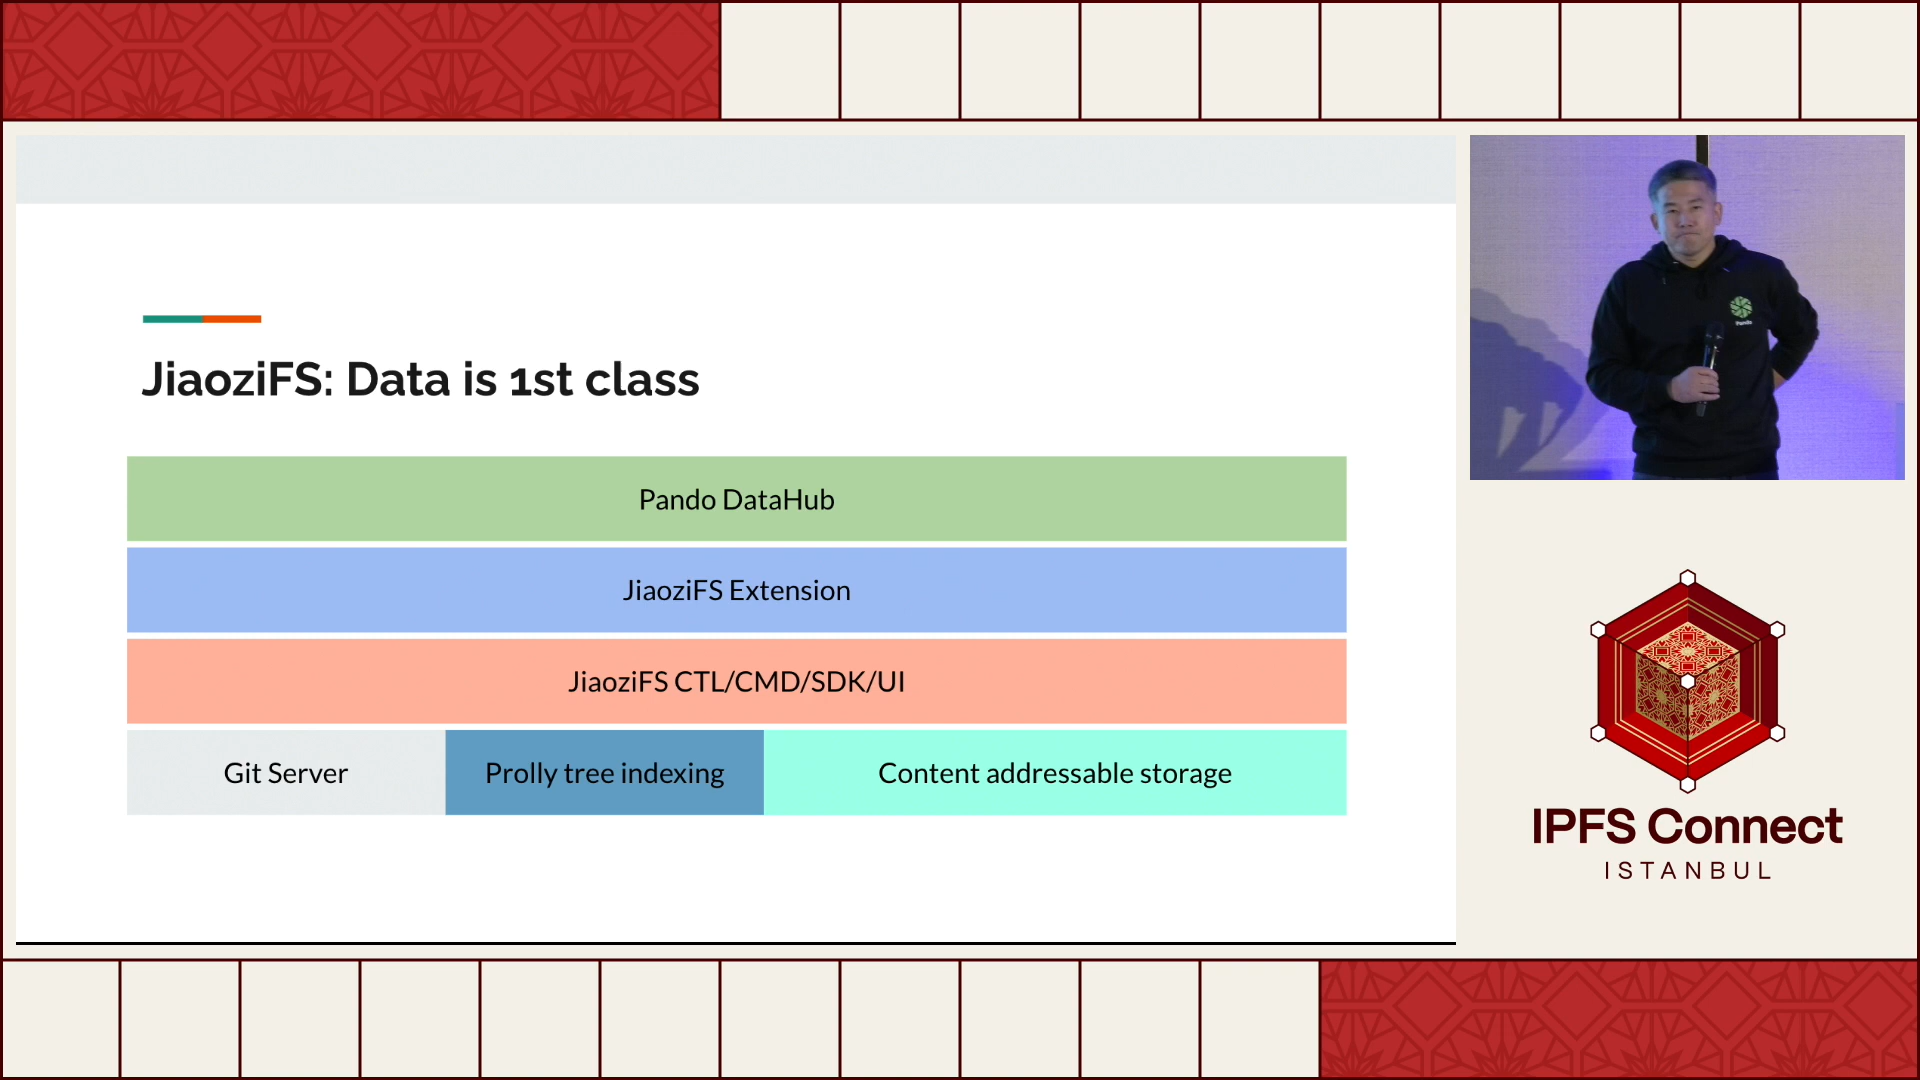 JiaoziFS: Data is 1st class
Pando DataHub
JiaoziFS Extension
JiaoziFS CTL/CMD/SDK/UI
Git Server
Prolly tree indexing
Content addressable storage
Pando
IPFS Connect
ISTANBUL